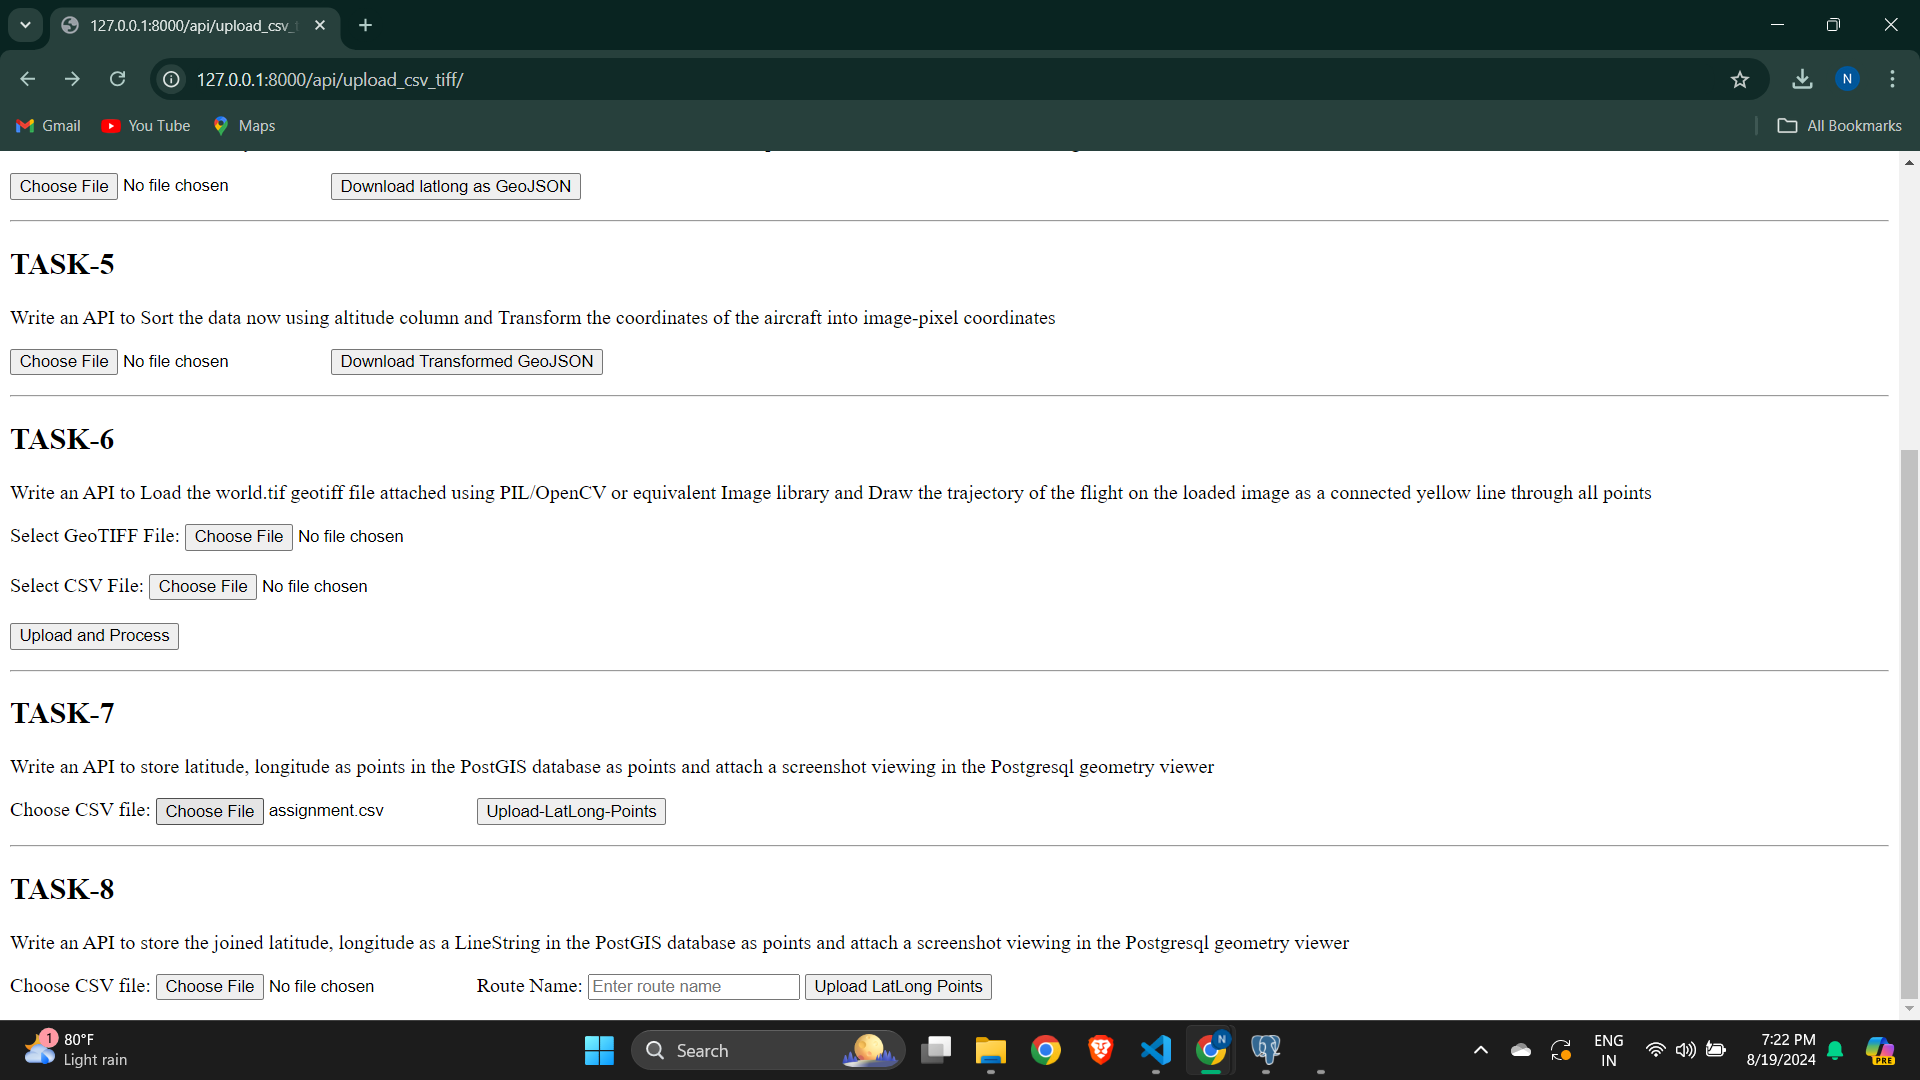 127.0.0.1:8000/api/upload_csv_t
127.0.0.1:8000/api/upload_csv_tiff/
N
Gmail YouTube Maps All Bookmarks
Choose File No file chosen Download latlong as GeoJSON
TASK-5
Write an API to Sort the data now using altitude column and Transform the coordinates of the aircraft into image-pixel coordinates
Choose File No file chosen Download Transformed GeoJSON
TASK-6
Write an API to Load the world.tif geotiff file attached using PIL/OpenCV or equivalent Image library and Draw the trajectory of the flight on the loaded image as a connected yellow line through all points
Select GeoTIFF File: Choose File No file chosen
Select CSV File: Choose File No file chosen
Upload and Process
TASK-7
Write an API to store latitude, longitude as points in the PostGIS database as points and attach a screenshot viewing in the Postgresql geometry viewer
Choose CSV file: Choose File assignment.csv Upload-LatLong-Points
TASK-8
Write an API to store the joined latitude, longitude as a LineString in the PostGIS database as points and attach a screenshot viewing in the Postgresql geometry viewer
Choose CSV file: Choose File No file chosen Route Name: Enter route name Upload LatLong Points
1 80°F
Light rain
Search
N
ENG
IN
7:22 PM
8/19/2024
PRE